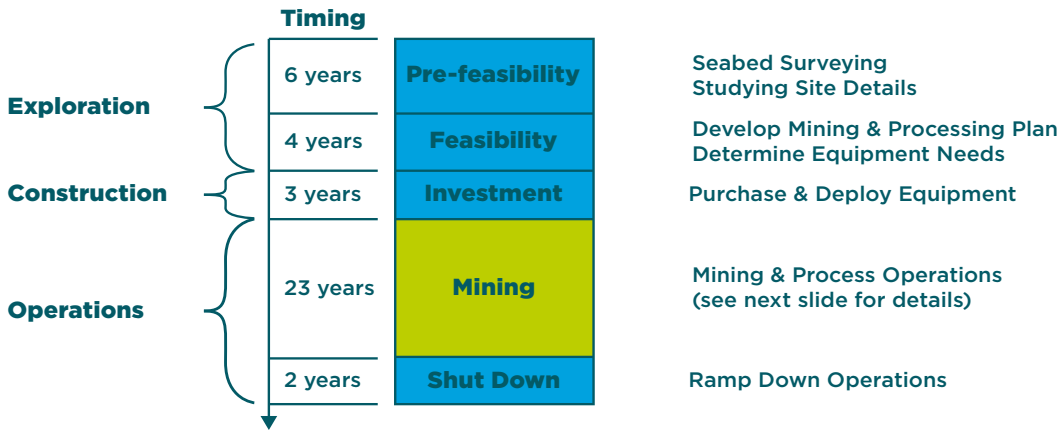 Timing
Exploration
6 years
Pre-feasibility
Seabed Surveying
Studying Site Details
4 years
Feasibility
Develop Mining & Processing Plan
Determine Equipment Needs
Construction
3 years
Investment
Purchase & Deploy Equipment
Operations
23 years
Mining
Mining & Process Operations
(see next slide for details)
2 years
Shut Down
Ramp Down Operations